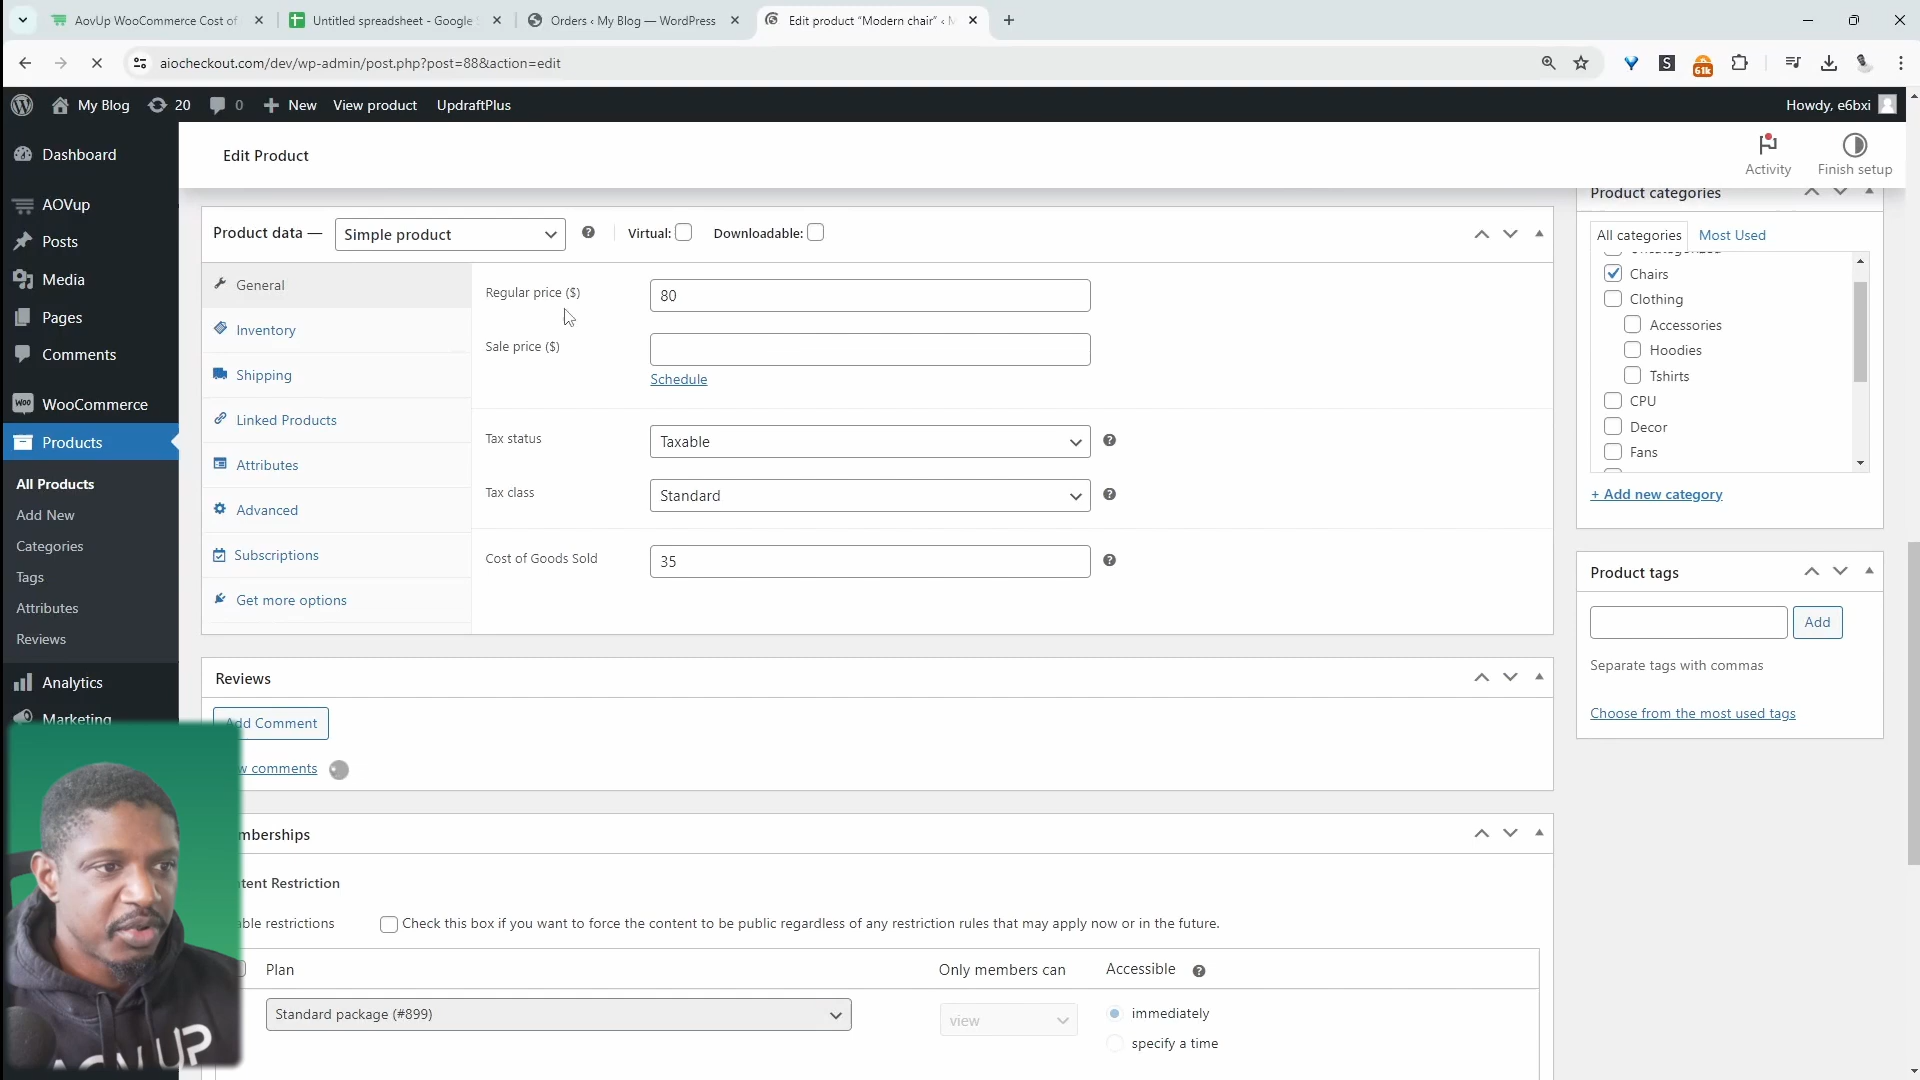 AovUp WooCommerce Cost of
Untitled spreadsheet - Google S
Orders ‹ My Blog — WordPress
Edit product “Modern chair” ‹ M
aiocheckout.com/dev/wp-admin/post.php?post=88&action=edit
S
61k
My Blog
20
0
New
View product
UpdraftPlus
Howdy, e6bxi
Dashboard
AOVup
Posts
Media
Pages
Comments
WOO
WooCommerce
Products
All Products
Add New
Categories
Tags
Attributes
Reviews
Analytics
Marketing
Edit Product
Activity
Finish setup
Product data —
Simple product
Virtual:
Downloadable:
General
Inventory
Shipping
Linked Products
Attributes
Advanced
Subscriptions
Get more options
Regular price ($)
80
Sale price ($)
Schedule
Tax status
Taxable
Tax class
Standard
Cost of Goods Sold
35
Reviews
Add Comment
w comments
mberships
tent Restriction
able restrictions
Check this box if you want to force the content to be public regardless of any restriction rules that may apply now or in the future.
Plan
Only members can
Accessible
Standard package (#899)
view
immediately
specify a time
Product categories
All categories
Most Used
Chairs
Clothing
Accessories
Hoodies
Tshirts
CPU
Decor
Fans
+ Add new category
Product tags
Add
Separate tags with commas
Choose from the most used tags